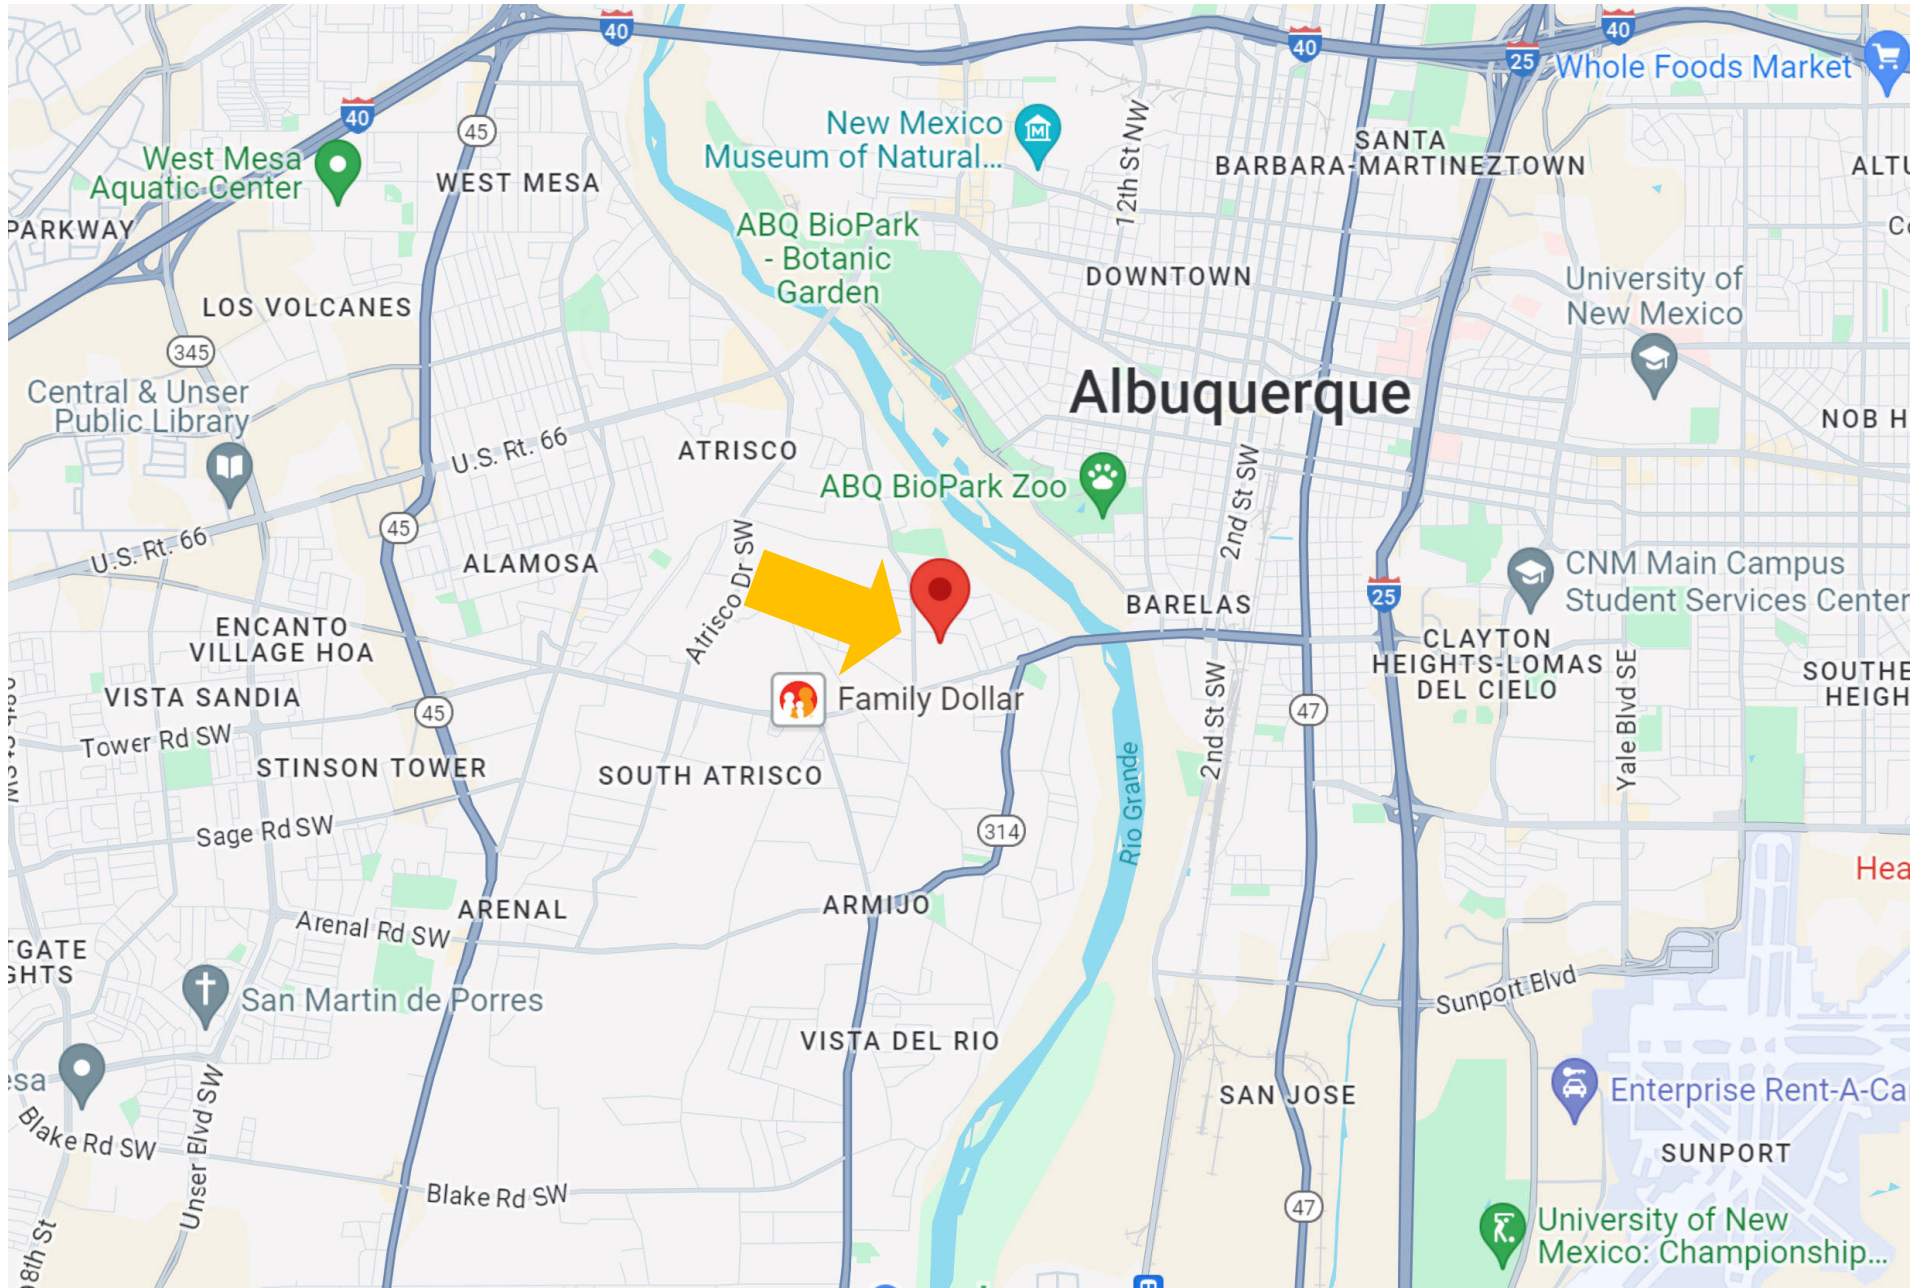 40
40
40
25
Whole Foods Market
40
45
New Mexico
Museum of Natural...
12th St NW
SANTA
BARBARA-MARTINEZTOWN
West Mesa
Aquatic Center
WEST MESA
PARKWAY
ABQ BioPark
- Botanic
Garden
DOWNTOWN
University of
New Mexico
LOS VOLCANES
345
Central & Unser
Public Library
Albuquerque
U.S. Rt. 66
ATRISCO
ABQ BioPark Zoo
2nd St SW
45
U.S. Rt. 66
ALAMOSA
Atrisco Dr SW
CNM Main Campus
Student Services Center
25
BARELAS
ENCANTO
VILLAGE HOA
CLAYTON
HEIGHTS-LOMAS
DEL CIELO
VISTA SANDIA
45
Family Dollar
2nd St SW
47
Yale Blvd SE
Tower Rd SW
STINSON TOWER
SOUTH ATRISCO
Rio Grande
Sage Rd SW
314
ARENAL
ARMIJO
Arenal Rd SW
San Martin de Porres
Sunport Blvd
VISTA DEL RIO
SAN JOSE
Enterprise Rent-A-Ca
Blake Rd SW
Unser Blvd SW
SUNPORT
Blake Rd SW
47
University of New
Mexico: Championship...